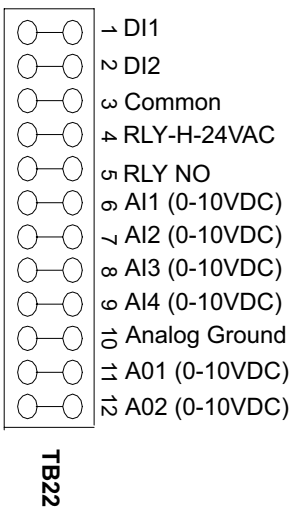 1 DI1
2 DI2
3 Common
4 RLY-H-24VAC
5 RLY NO
6 AI1 (0-10VDC)
7 AI2 (0-10VDC)
8 AI3 (0-10VDC)
9 AI4 (0-10VDC)
10 Analog Ground
11 A01 (0-10VDC)
12 A02 (0-10VDC)
TB22